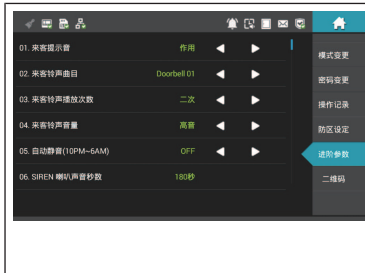 01. 来客提示音 作用
02. 来客铃声曲目 Doorbell 01
03. 来客铃声播放次数 二次
04. 来客铃声音量 高音
05. 自动静音(10PM~6AM) OFF
06. SIREN 喇叭声音秒数 180秒
模式变更
密码变更
操作记录
防区设定
进阶参数
二维码